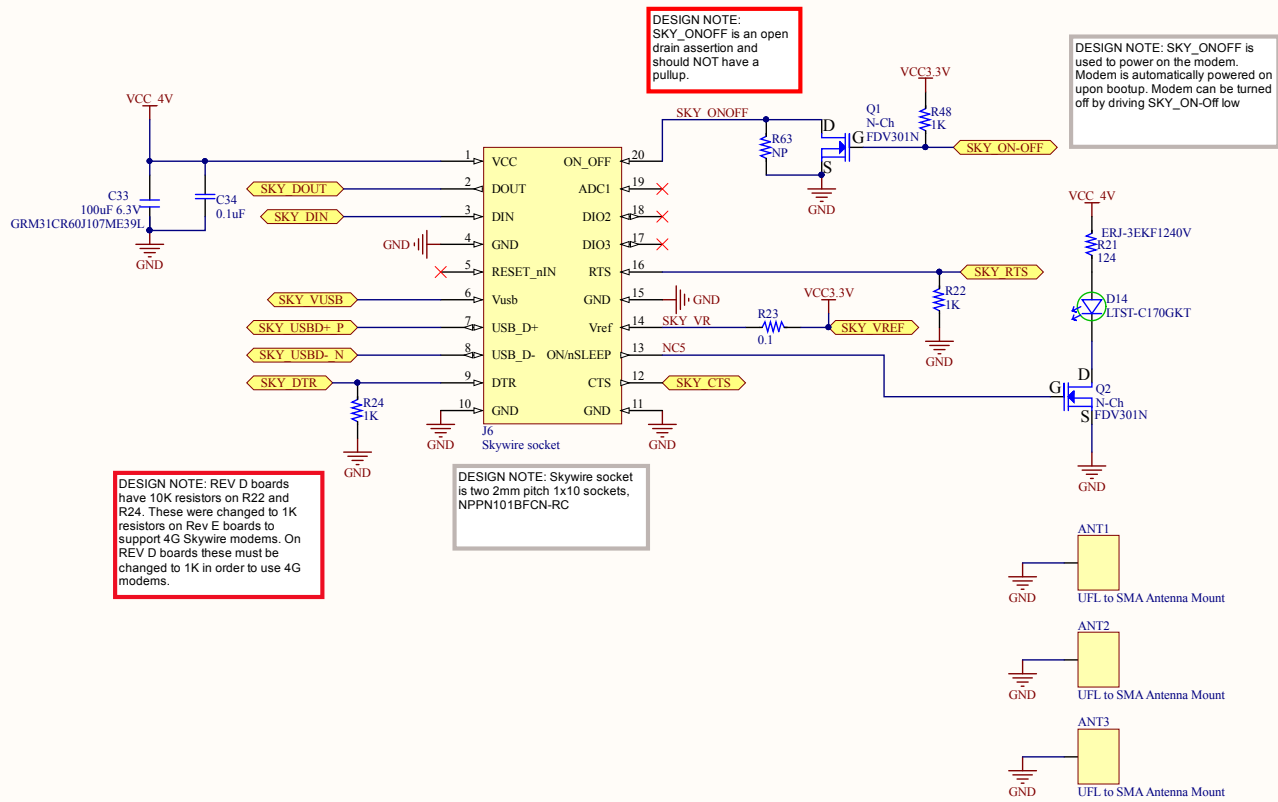 DESIGN NOTE:
SKY_ONOFF is an open
drain assertion and
should NOT have a
pullup.
DESIGN NOTE: SKY_ONOFF is
used to power on the modem.
Modem is automatically powered on
upon bootup. Modem can be turned
off by driving SKY_ON-Off low
VCC_4V
C33
100uF 6.3V
GRM31CR60J107ME39L
C34
0.1uF
GND
SKY_ONOFF
R63
NP
Q1
N-Ch
FDV301N
D
G
S
GND
VCC3.3V
R48
1K
SKY_ON-OFF
1 VCC
2 DOUT
3 DIN
4 GND
5 RESET_nIN
6 Vusb
7 USB_D+
8 USB_D-
9 DTR
10 GND
ON_OFF 20
ADC1 19
DIO2 18
DIO3 17
RTS 16
GND 15
Vref 14
ON/nSLEEP 13
CTS 12
GND 11
J6
Skywire socket
SKY_DOUT
SKY_DIN
GND
SKY_VUSB
SKY_USBD+_P
SKY_USBD-_N
SKY_DTR
R24
1K
GND
GND
GND
SKY_RTS
R22
1K
GND
GND
SKY_VR
R23
0.1
VCC3.3V
SKY_VREF
NC5
SKY_CTS
VCC_4V
ERJ-3EKF1240V
R21
124
D14
LTST-C170GKT
D
G
S
Q2
N-Ch
FDV301N
GND
DESIGN NOTE: REV D boards
have 10K resistors on R22 and
R24. These were changed to 1K
resistors on Rev E boards to
support 4G Skywire modems. On
REV D boards these must be
changed to 1K in order to use 4G
modems.
DESIGN NOTE: Skywire socket
is two 2mm pitch 1x10 sockets,
NPPN101BFCN-RC
ANT1
GND
UFL to SMA Antenna Mount
ANT2
GND
UFL to SMA Antenna Mount
ANT3
GND
UFL to SMA Antenna Mount